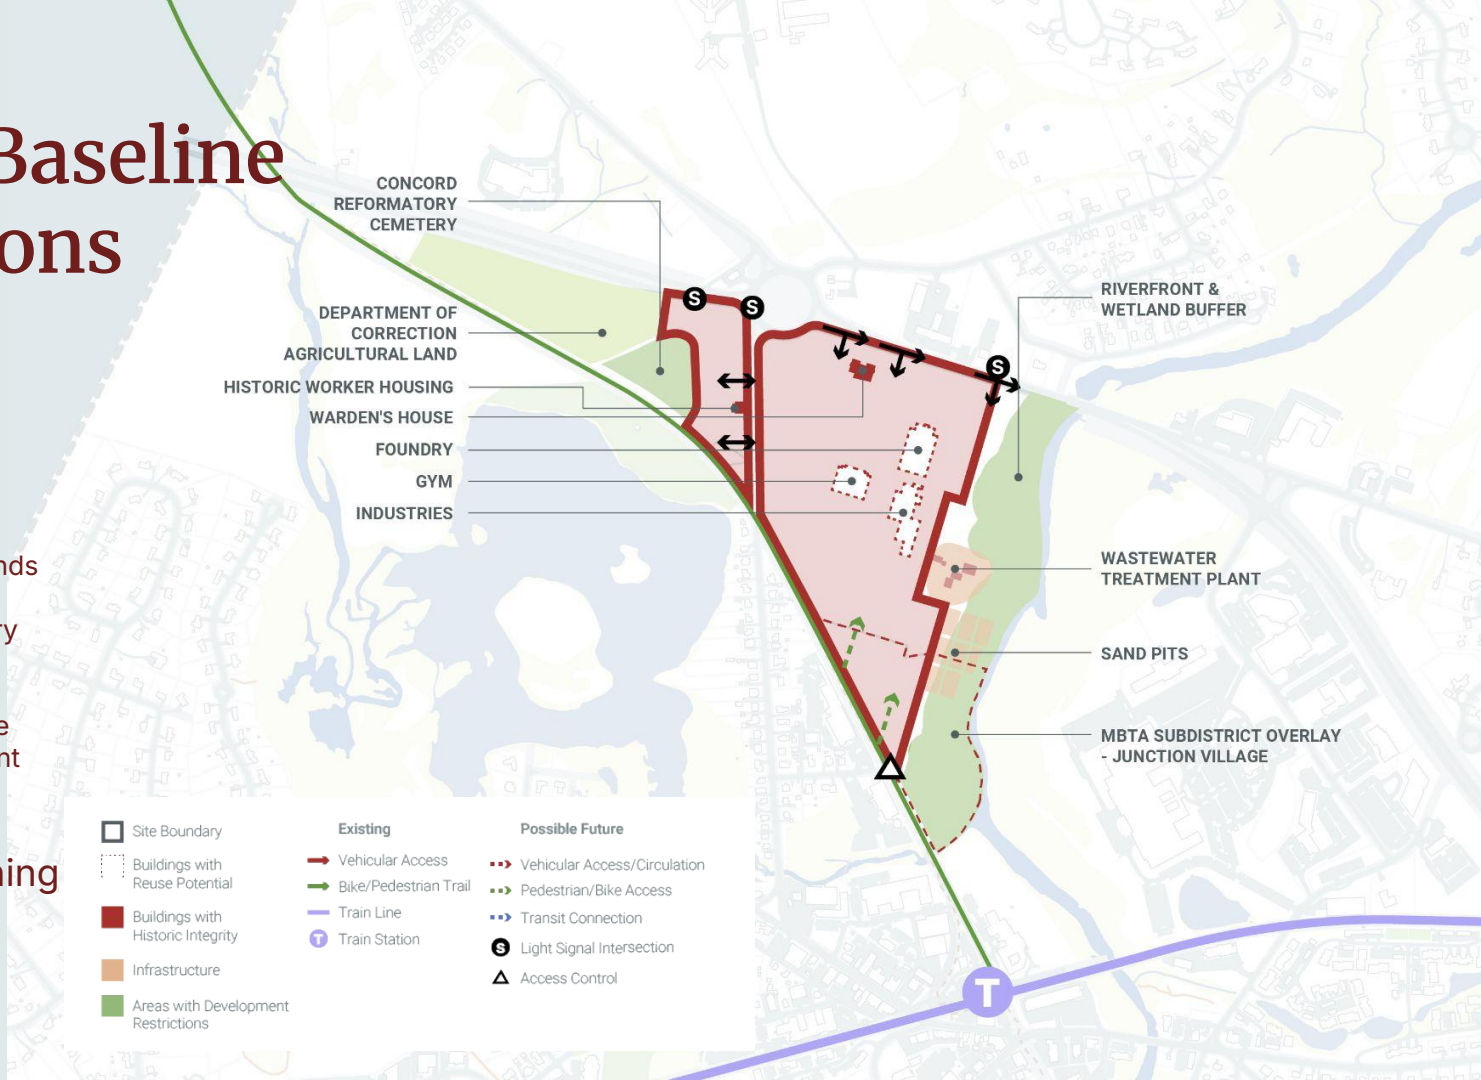 Baseline
ons
nds
ry
e
nt
ning
CONCORD
REFORMATORY
CEMETERY
DEPARTMENT OF
CORRECTION
AGRICULTURAL LAND
HISTORIC WORKER HOUSING
WARDEN'S HOUSE
FOUNDRY
GYM
INDUSTRIES
S
S
S
RIVERFRONT &
WETLAND BUFFER
WASTEWATER
TREATMENT PLANT
SAND PITS
MBTA SUBDISTRICT OVERLAY
- JUNCTION VILLAGE
T
Site Boundary
Buildings with
Reuse Potential
Buildings with
Historic Integrity
Infrastructure
Areas with Development
Restrictions
Existing
Vehicular Access
Bike/Pedestrian Trail
Train Line
T Train Station
Possible Future
Vehicular Access/Circulation
Pedestrian/Bike Access
Transit Connection
S Light Signal Intersection
Access Control